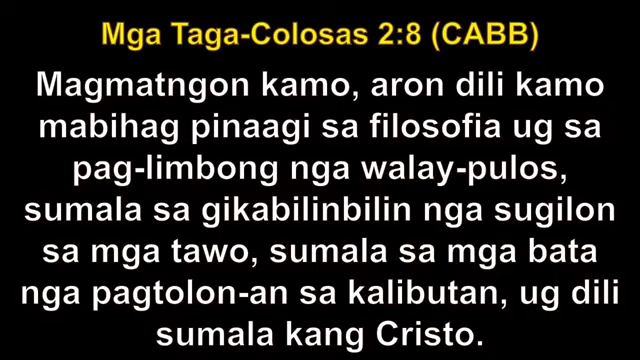 Mga Taga-Colosas 2:8 (CABB)
Magmatngon kamo, aron dili kamo
mabihag pinaagi sa filosofia ug sa
pag-limbong nga walay-pulos,
sumala sa gikabilinbilin nga sugilon
sa mga tawo, sumala sa mga bata
nga pagtolon-an sa kalibutan, ug dili
sumala kang Cristo.